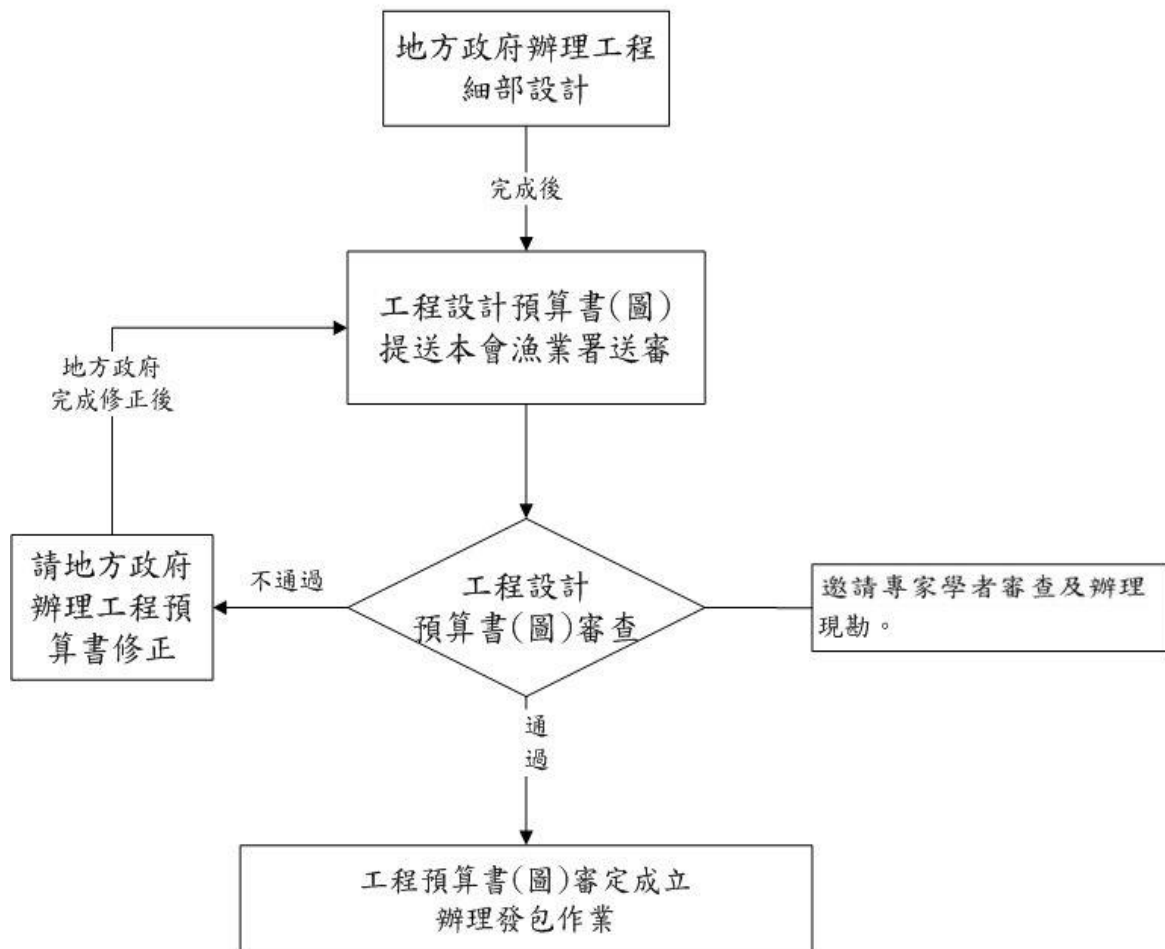 地方政府辦理工程
細部設計
完成後
工程設計預算書(圖)
提送本會漁業署送審
地方政府
完成修正後
請地方政府
辦理工程預
算書修正
不通過
工程設計
預算書(圖)審查
邀請專家學者審查及辦理
現勘。
通
過
工程預算書(圖)審定成立
辦理發包作業